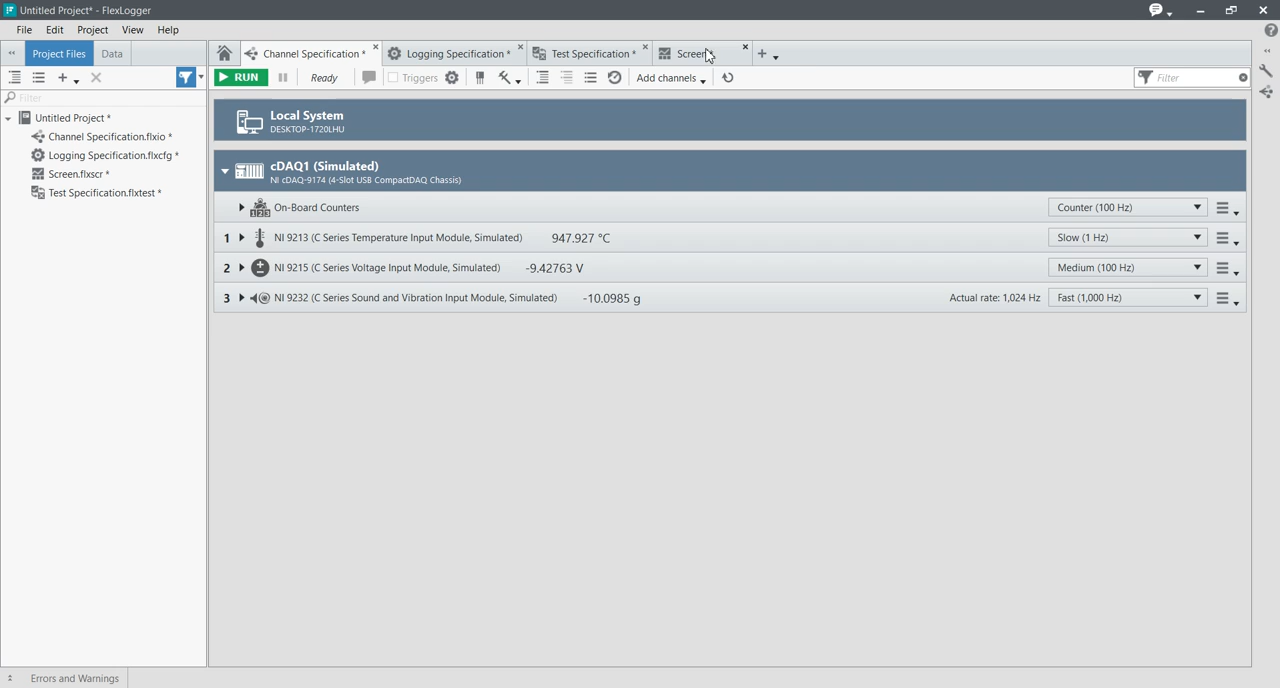 Untitled Project* - FlexLogger
File Edit Project View Help
Project Files Data
Channel Specification *
Logging Specification *
Test Specification *
Screen
RUN Ready Triggers Add channels Filter
Filter
Untitled Project *
Channel Specification.flxio *
Logging Specification.flxcfg *
Screen.flxscr *
Test Specification.flxtest *
Local System
DESKTOP-1720LHU
cDAQ1 (Simulated)
NI cDAQ-9174 (4-Slot USB CompactDAQ Chassis)
On-Board Counters Counter (100 Hz)
1 NI 9213 (C Series Temperature Input Module, Simulated) 947.927 °C Slow (1 Hz)
2 NI 9215 (C Series Voltage Input Module, Simulated) -9.42763 V Medium (100 Hz)
3 NI 9232 (C Series Sound and Vibration Input Module, Simulated) -10.0985 g Actual rate: 1,024 Hz Fast (1,000 Hz)
Errors and Warnings